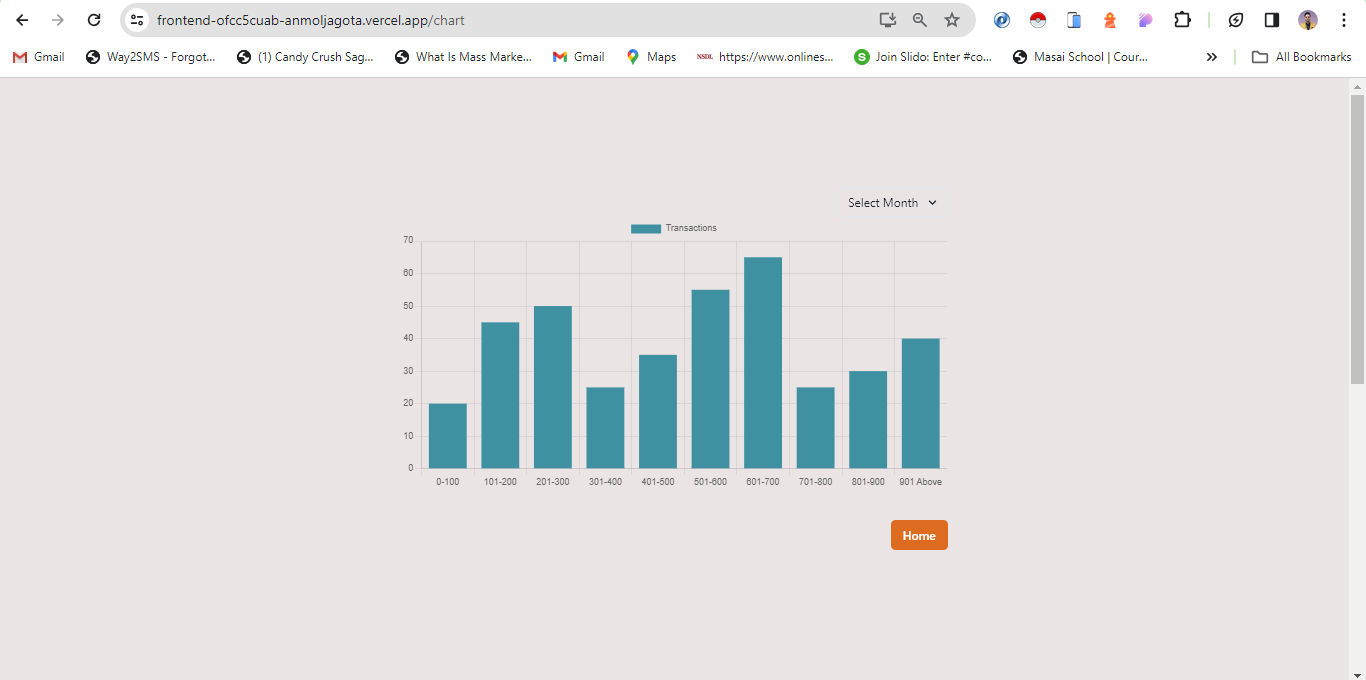 frontend-ofcc5cuab-anmoljagota.vercel.app/chart
Gmail Way2SMS - Forgot... (1) Candy Crush Sag... What Is Mass Marke... Gmail Maps NSDL https://www.onlines... S Join Slido: Enter #co... Masai School | Cour... » All Bookmarks
Select Month
Transactions
70
60
50
40
30
20
10
0
0-100 101-200 201-300 301-400 401-500 501-600 601-700 701-800 801-900 901 Above
Home